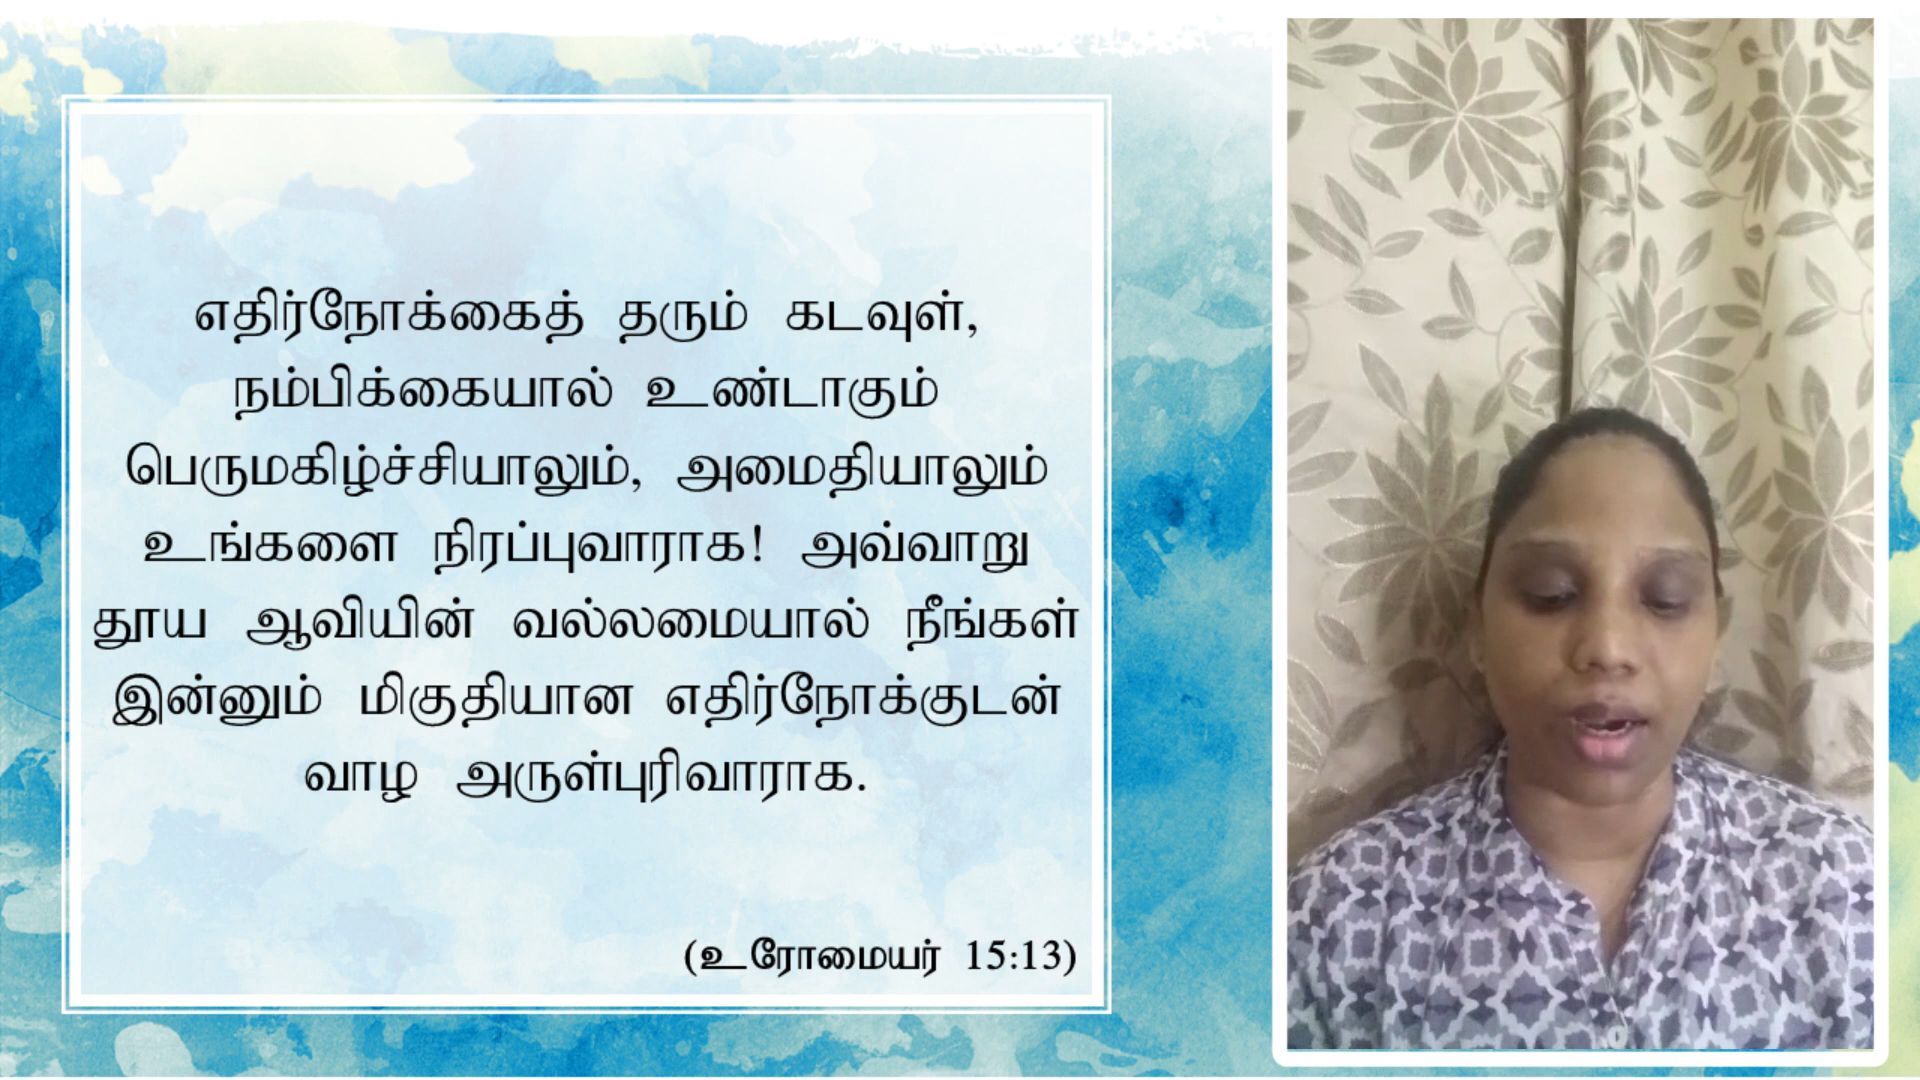 எதிர்நோக்கைத் தரும் கடவுள்,
நம்பிக்கையால் உண்டாகும்
பெருமகிழ்ச்சியாலும், அமைதியாலும்
உங்களை நிரப்புவாராக! அவ்வாறு
தூய ஆவியின் வல்லமையால் நீங்கள்
இன்னும் மிகுதியான எதிர்நோக்குடன்
வாழ அருள்புரிவாராக.
(உரோமையர் 15:13)